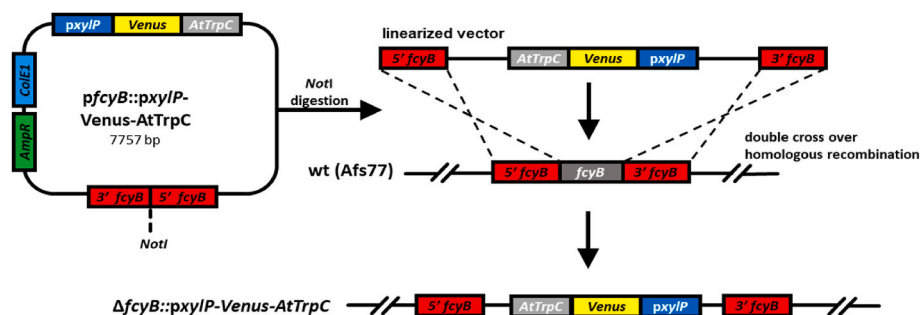 pxylP Venus AtTrpC
ColE1
AmpR
pfcyB::pxylP-
Venus-AtTrpC
7757 bp
3' fcyB 5' fcyB
NotI
NotI
digestion
linearized vector
5' fcyB AtTrpC Venus pxylP 3' fcyB
double cross over
homologous recombination
wt (Afs77)
5' fcyB fcyB 3' fcyB
ΔfcyB::pxylP-Venus-AtTrpC
5' fcyB AtTrpC Venus pxylP 3' fcyB